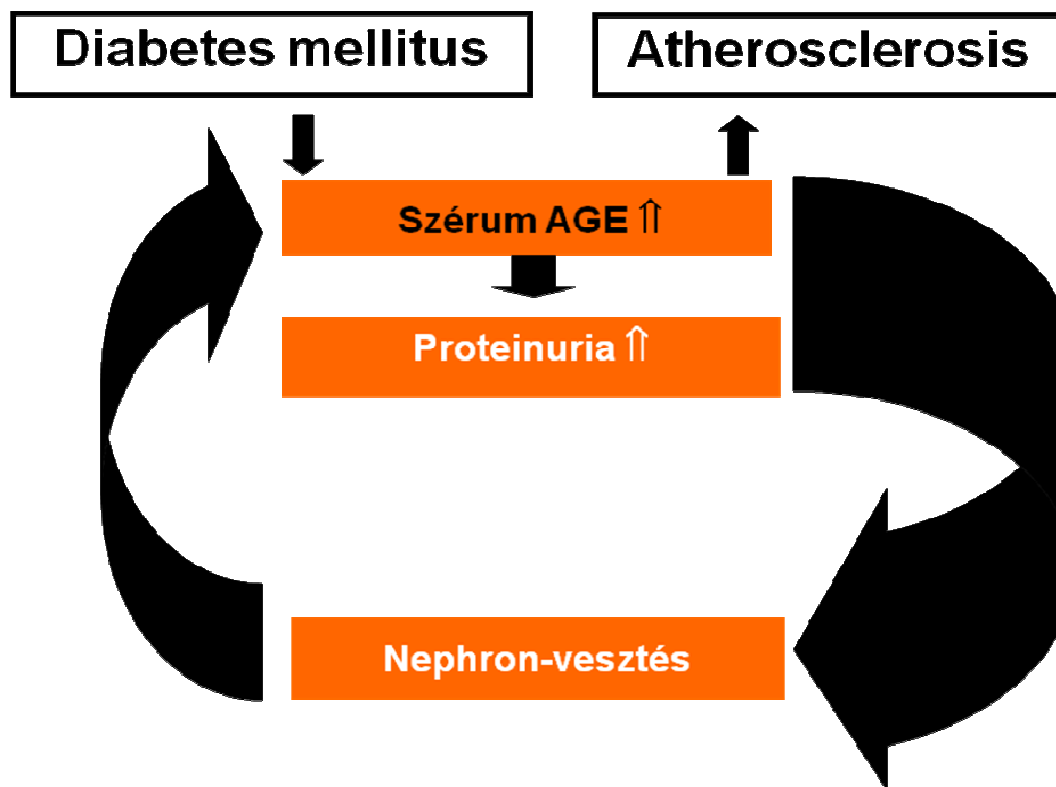 Diabetes mellitus
Atherosclerosis
Szérum AGE ⇑
Proteinuria ⇑
Nephron-vesztés